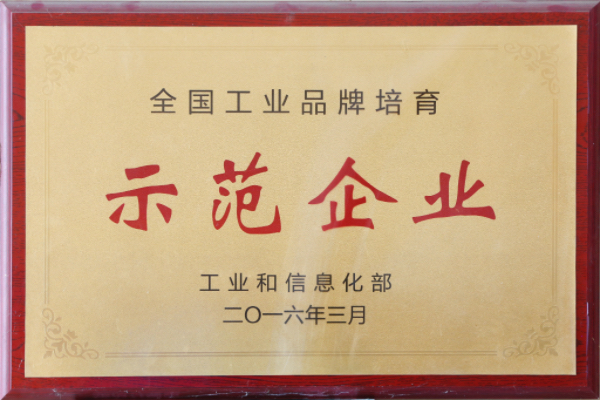 全国工业品牌培育
示范企业
工业和信息化部
二〇一六年三月